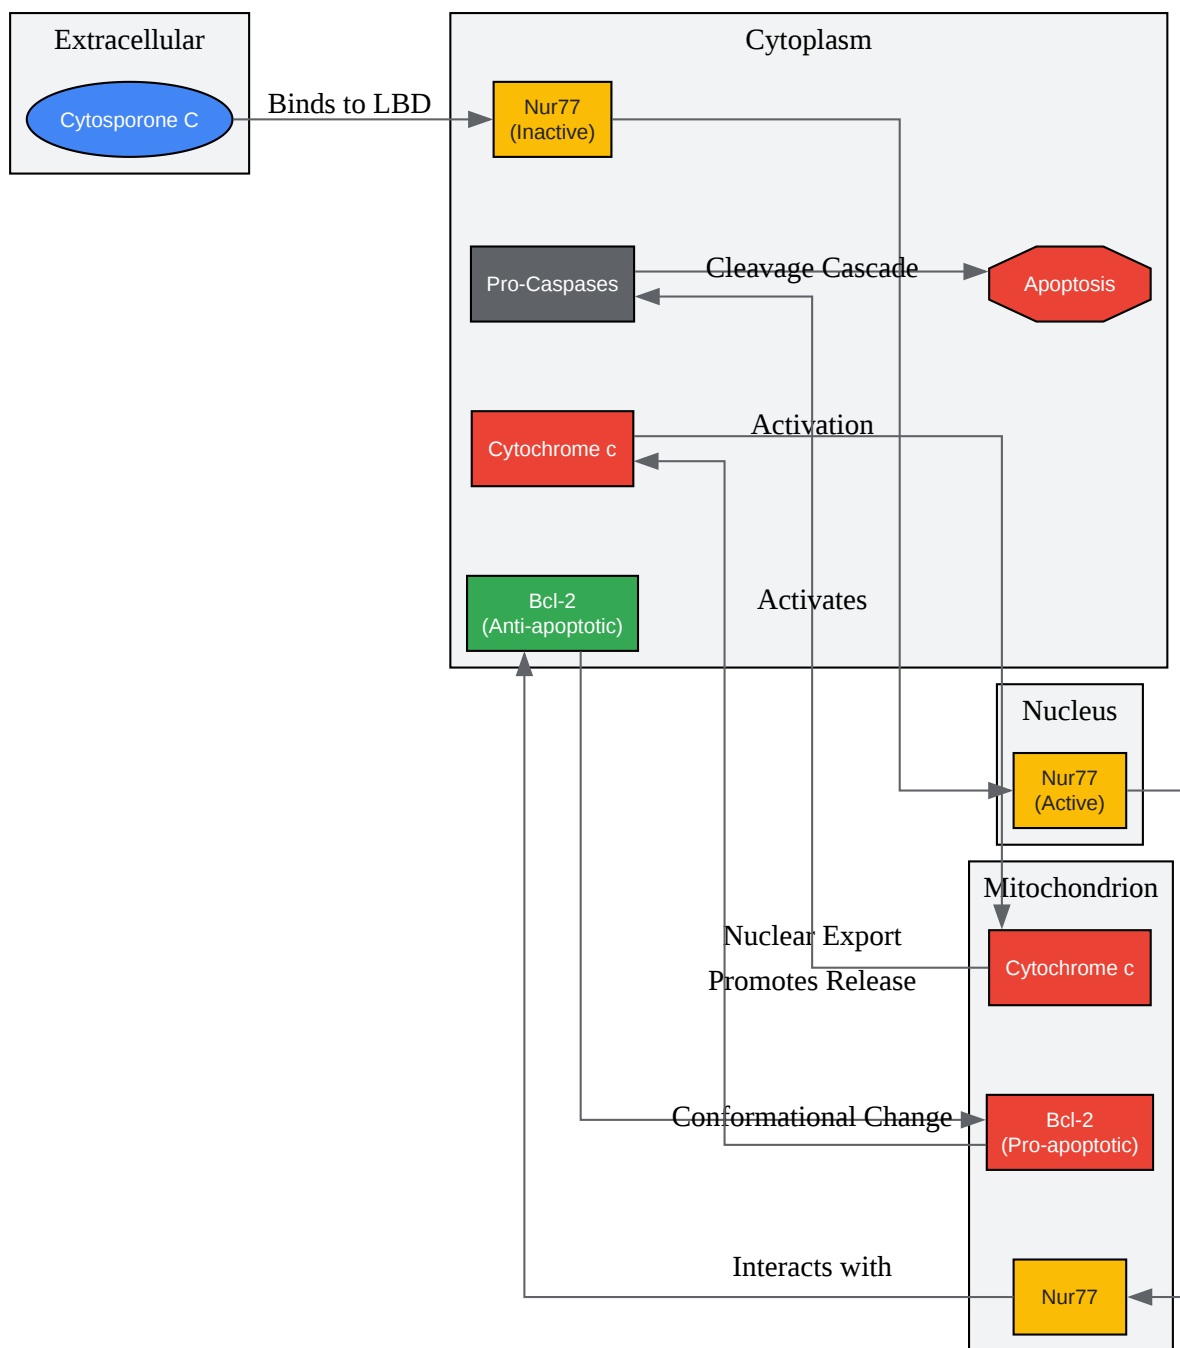 Extracellular
Cytoplasm
Cytosporone C
Binds to LBD
Nur77
(Inactive)
Pro-Caspases
Cleavage Cascade
Apoptosis
Cytochrome c
Activation
Bcl-2
(Anti-apoptotic)
Activates
Nucleus
Nur77
(Active)
Mitochondrion
Nuclear Export
Cytochrome c
Promotes Release
Conformational Change
Bcl-2
(Pro-apoptotic)
Interacts with
Nur77